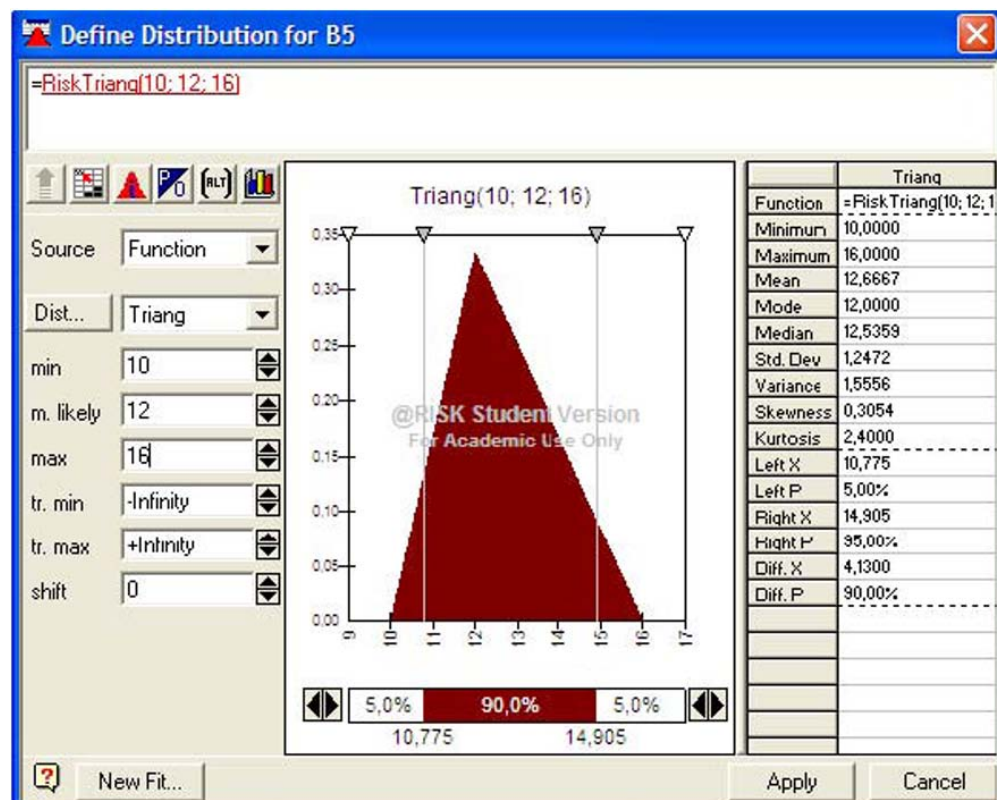 Define Distribution for B5
=RiskTriang(10; 12; 16)
Source Function
Dist... Triang
min 10
m. likely 12
max 16
tr. min -Infinity
tr. max +Infinity
shift 0
Triang(10; 12; 16)
0.35
0.30
0.25
0.20
0.15
0.10
0.05
0.00
@RISK Student Version
For Academic Use Only
9 10 11 12 13 14 15 16 17
5,0% 90,0% 5,0%
10,775 14,905
Triang
Function =RiskTriang(10; 12; 1
Minimum 10,0000
Maximum 16,0000
Mean 12,6667
Mode 12,0000
Median 12,5359
Std. Dev 1,2472
Variance 1,5556
Skewness 0,3054
Kurtosis 2,4000
Left X 10,775
Left P 5,00%
Right X 14,905
Right P 95,00%
Diff. X 4,1300
Diff. P 90,00%
New Fit...
Apply
Cancel